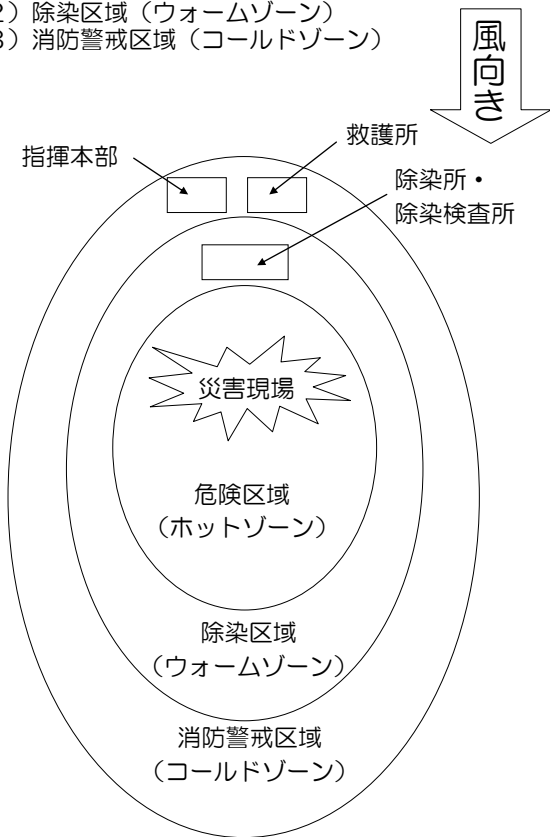 ２）除染区域（ウォームゾーン）
３）消防警戒区域（コールドゾーン）
風向き
救護所
指揮本部
除染所・
除染検査所
災害現場
危険区域
（ホットゾーン）
除染区域
（ウォームゾーン）
消防警戒区域
（コールドゾーン）